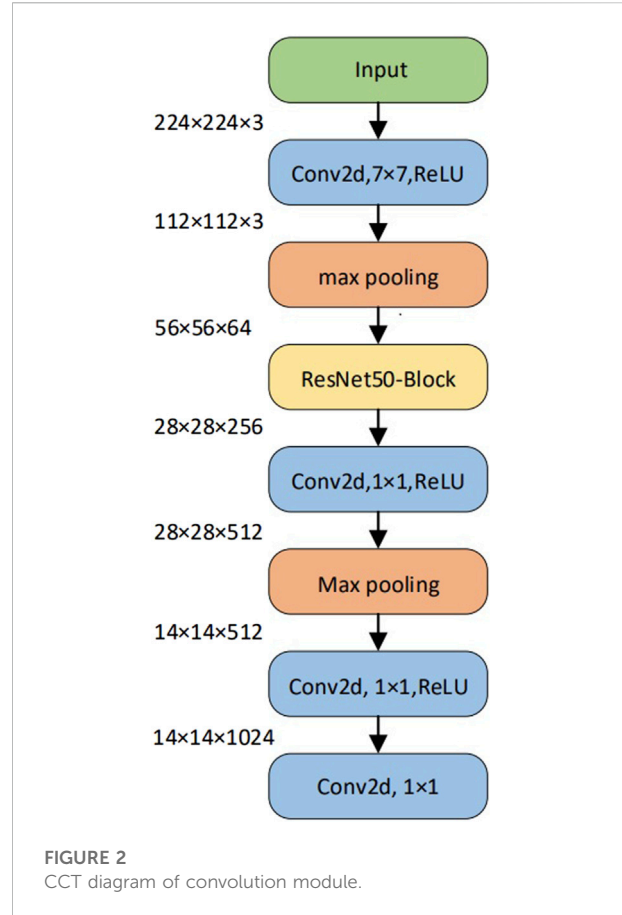 Input
224×224×3
Conv2d,7×7,ReLU
112×112×3
max pooling
56×56×64
ResNet50-Block
28×28×256
Conv2d,1×1,ReLU
28×28×512
Max pooling
14×14×512
Conv2d, 1×1,ReLU
14×14×1024
Conv2d, 1×1
FIGURE 2
CCT diagram of convolution module.